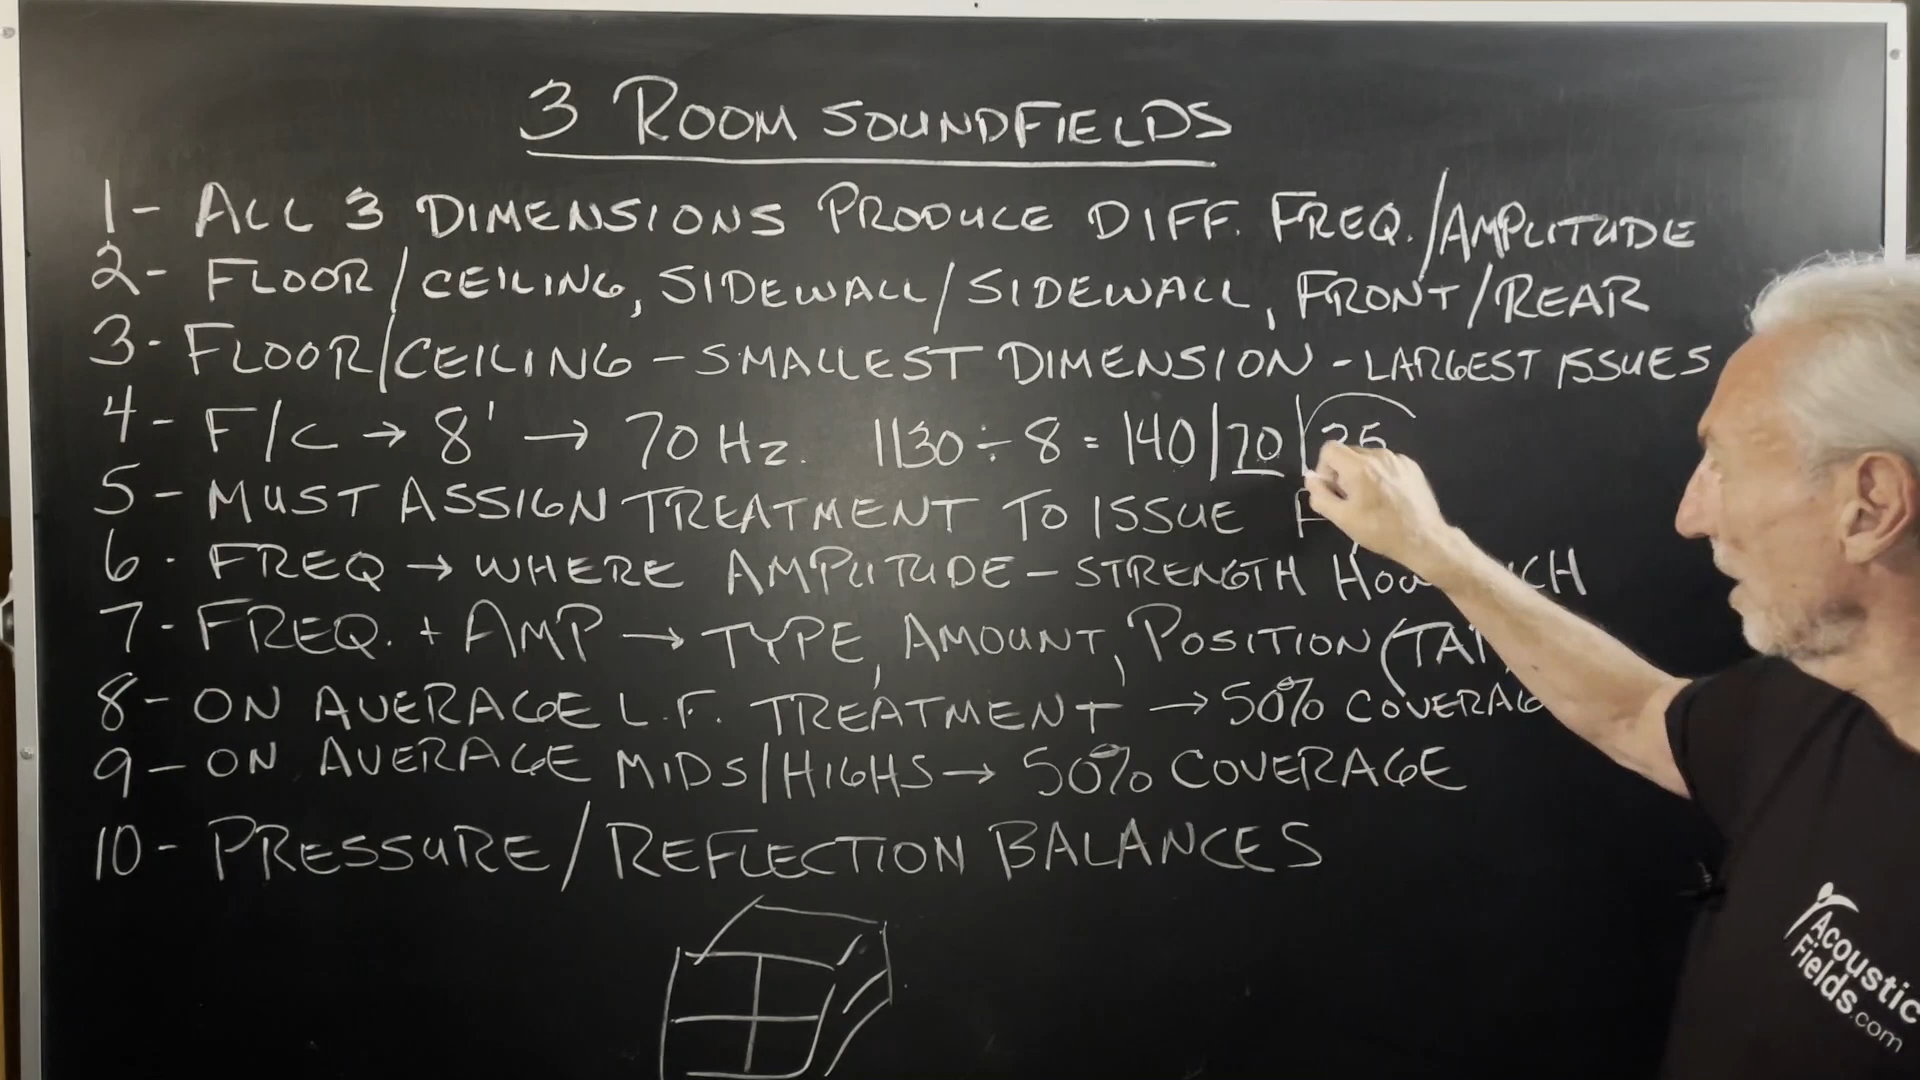 3 ROOM SOUNDFIELDS
1- ALL 3 DIMENSIONS PRODUCE DIFF. FREQ./AMPLITUDE
2- FLOOR/CEILING, SIDEWALL/SIDEWALL, FRONT/REAR
3- FLOOR/CEILING - SMALLEST DIMENSION - LARGEST ISSUES
4- F/C → 8' → 70 Hz. 1130 ÷ 8 = 140|70|35
5- MUST ASSIGN TREATMENT TO ISSUE
6- FREQ → WHERE AMPLITUDE - STRENGTH
7- FREQ. + AMP → TYPE, AMOUNT, POSITION
8- ON AVERAGE L.F. TREATMENT → 50% COVERAGE
9- ON AVERAGE MIDS/HIGHS → 50% COVERAGE
10- PRESSURE/REFLECTION BALANCES
Acoustic
Fields.com